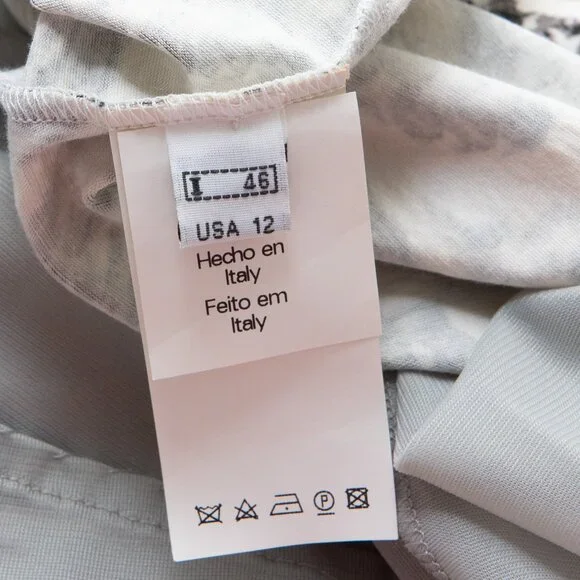 [I 46]
USA 12
Hecho en
Italy
Feito em
Italy
P